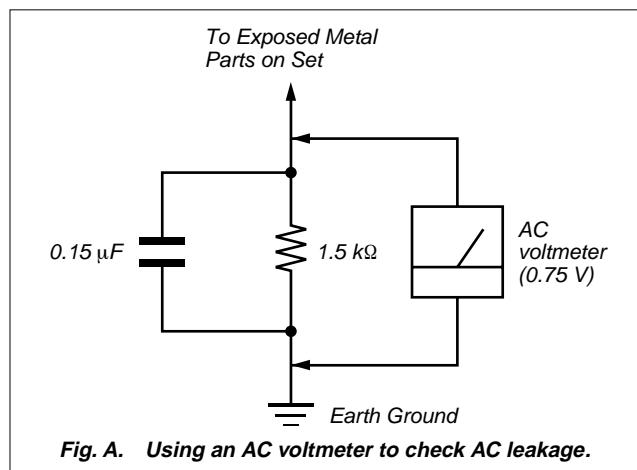 To Exposed Metal
Parts on Set
0.15 μF
1.5 kΩ
AC
voltmeter
(0.75 V)
Earth Ground
Fig. A. Using an AC voltmeter to check AC leakage.